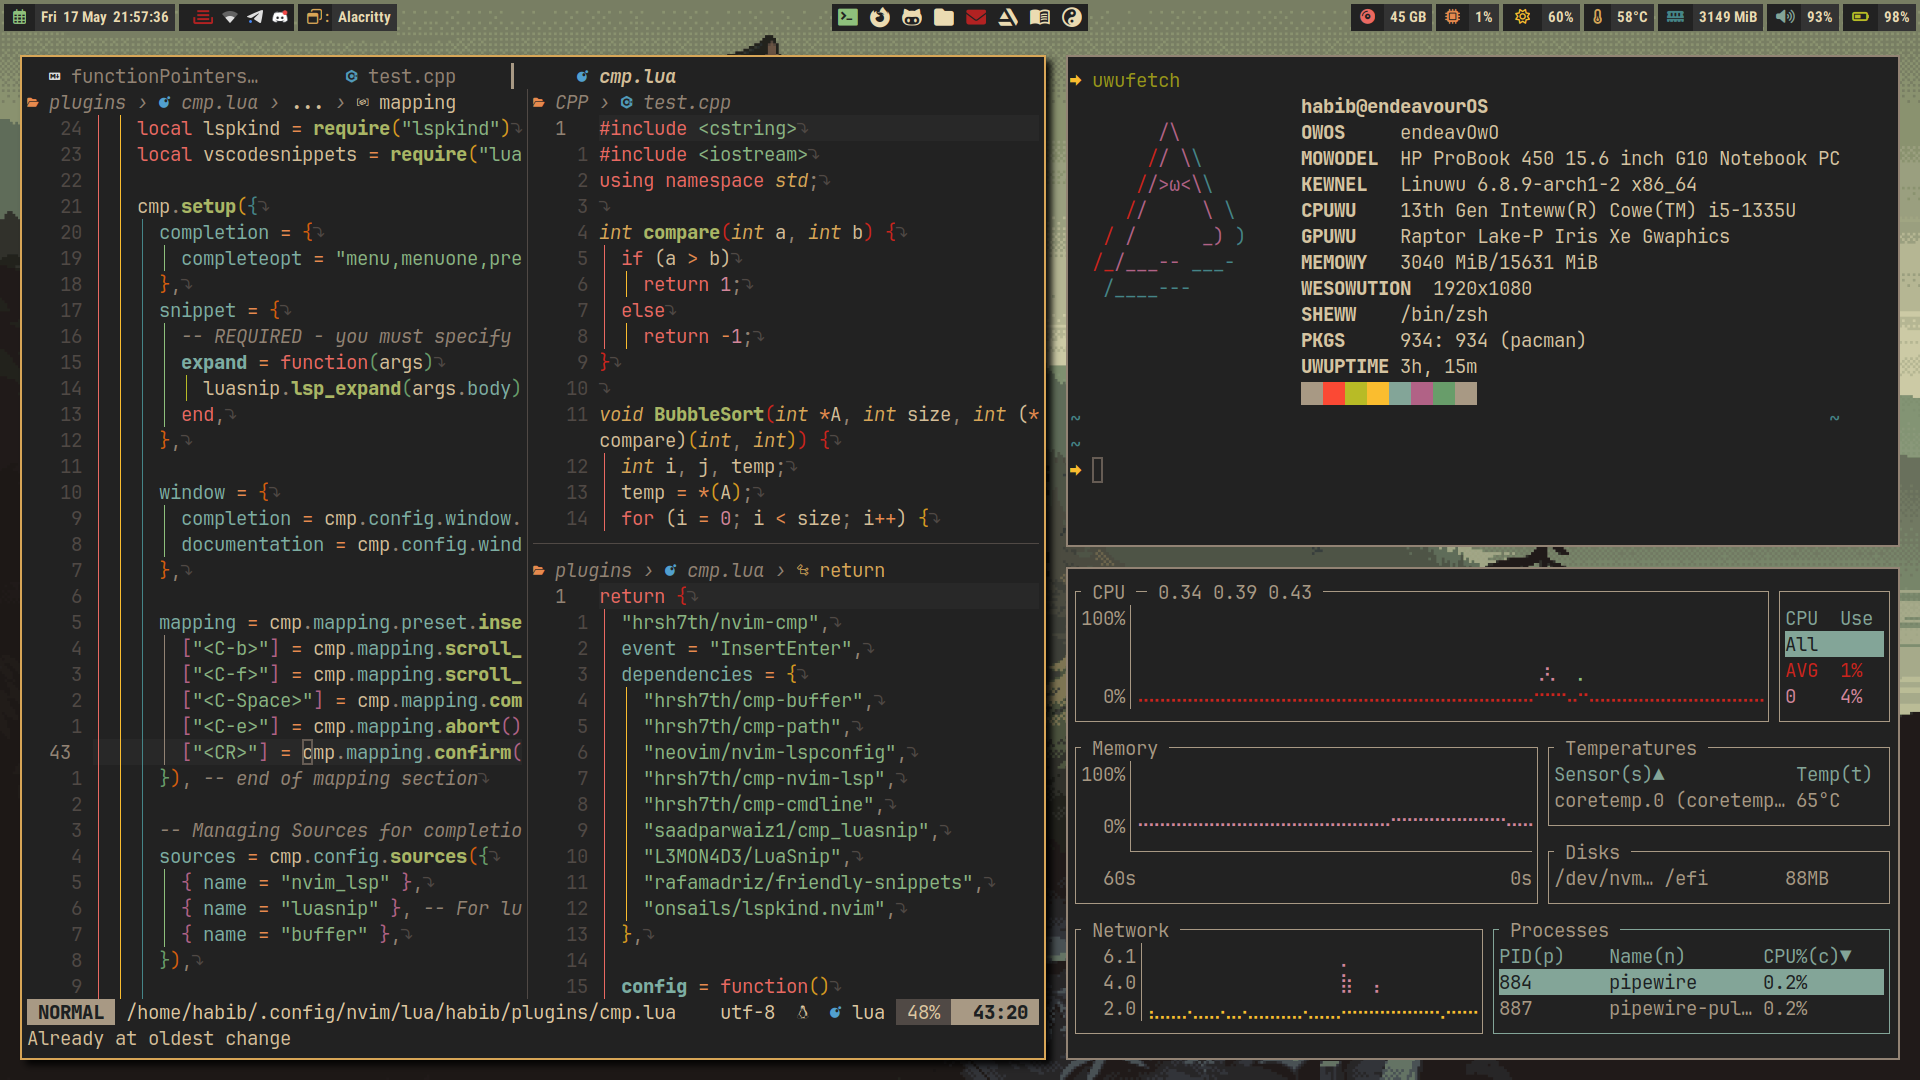 Fri 17 May 21:57:36
: Alacritty
45 GB
1%
60%
58°C
3149 MiB
93%
98%
functionPointers…
test.cpp
cmp.lua
plugins › cmp.lua › ... › mapping
24 local lspkind = require("lspkind")
23 local vscodesnippets = require("lua
22
21 cmp.setup({
20 completion = {
19 completeopt = "menu,menuone,pre
18 },
17 snippet = {
16 -- REQUIRED - you must specify
15 expand = function(args)
14 luasnip.lsp_expand(args.body)
13 end,
12 },
11
10 window = {
9 completion = cmp.config.window.
8 documentation = cmp.config.wind
7 },
6
5 mapping = cmp.mapping.preset.inse
4 ["<C-b>"] = cmp.mapping.scroll_
3 ["<C-f>"] = cmp.mapping.scroll_
2 ["<C-Space>"] = cmp.mapping.com
1 ["<C-e>"] = cmp.mapping.abort()
43 ["<CR>"] = cmp.mapping.confirm(
1 }), -- end of mapping section
2
3 -- Managing Sources for completio
4 sources = cmp.config.sources({
5 { name = "nvim_lsp" },
6 { name = "luasnip" }, -- For lu
7 { name = "buffer" },
8 }),
9
CPP › test.cpp
1 #include <cstring>
1 #include <iostream>
2 using namespace std;
3
4 int compare(int a, int b) {
5 if (a > b)
6 return 1;
7 else
8 return -1;
9 }
10
11 void BubbleSort(int *A, int size, int (*
compare)(int, int)) {
12 int i, j, temp;
13 temp = *(A);
14 for (i = 0; i < size; i++) {
plugins › cmp.lua › return
1 return {
1 "hrsh7th/nvim-cmp",
2 event = "InsertEnter",
3 dependencies = {
4 "hrsh7th/cmp-buffer",
5 "hrsh7th/cmp-path",
6 "neovim/nvim-lspconfig",
7 "hrsh7th/cmp-nvim-lsp",
8 "hrsh7th/cmp-cmdline",
9 "saadparwaiz1/cmp_luasnip",
10 "L3MON4D3/LuaSnip",
11 "rafamadriz/friendly-snippets",
12 "onsails/lspkind.nvim",
13 },
14
15 config = function()
NORMAL /home/habib/.config/nvim/lua/habib/plugins/cmp.lua utf-8 lua 48% 43:20
Already at oldest change
uwufetch
habib@endeavourOS
OWOS endeavOwO
MOWODEL HP ProBook 450 15.6 inch G10 Notebook PC
KEWNEL Linuwu 6.8.9-arch1-2 x86_64
CPUWU 13th Gen Inteww(R) Cowe(TM) i5-1335U
GPUWU Raptor Lake-P Iris Xe Gwaphics
MEMOWY 3040 MiB/15631 MiB
WESOWUTION 1920x1080
SHEWW /bin/zsh
PKGS 934: 934 (pacman)
UWUPTIME 3h, 15m
/\
// \\
//>ω<\\
// \ \
/ / _) )
/_/___-- ___-
/____---
~ ~
~
CPU — 0.34 0.39 0.43
100%
0%
CPU Use
All
AVG 1%
0 4%
Memory
100%
0%
60s 0s
Temperatures
Sensor(s)▲ Temp(t)
coretemp.0 (coretemp… 65°C
Disks
/dev/nvm… /efi 88MB
Network
6.1
4.0
2.0
Processes
PID(p) Name(n) CPU%(c)▼
884 pipewire 0.2%
887 pipewire-pul… 0.2%